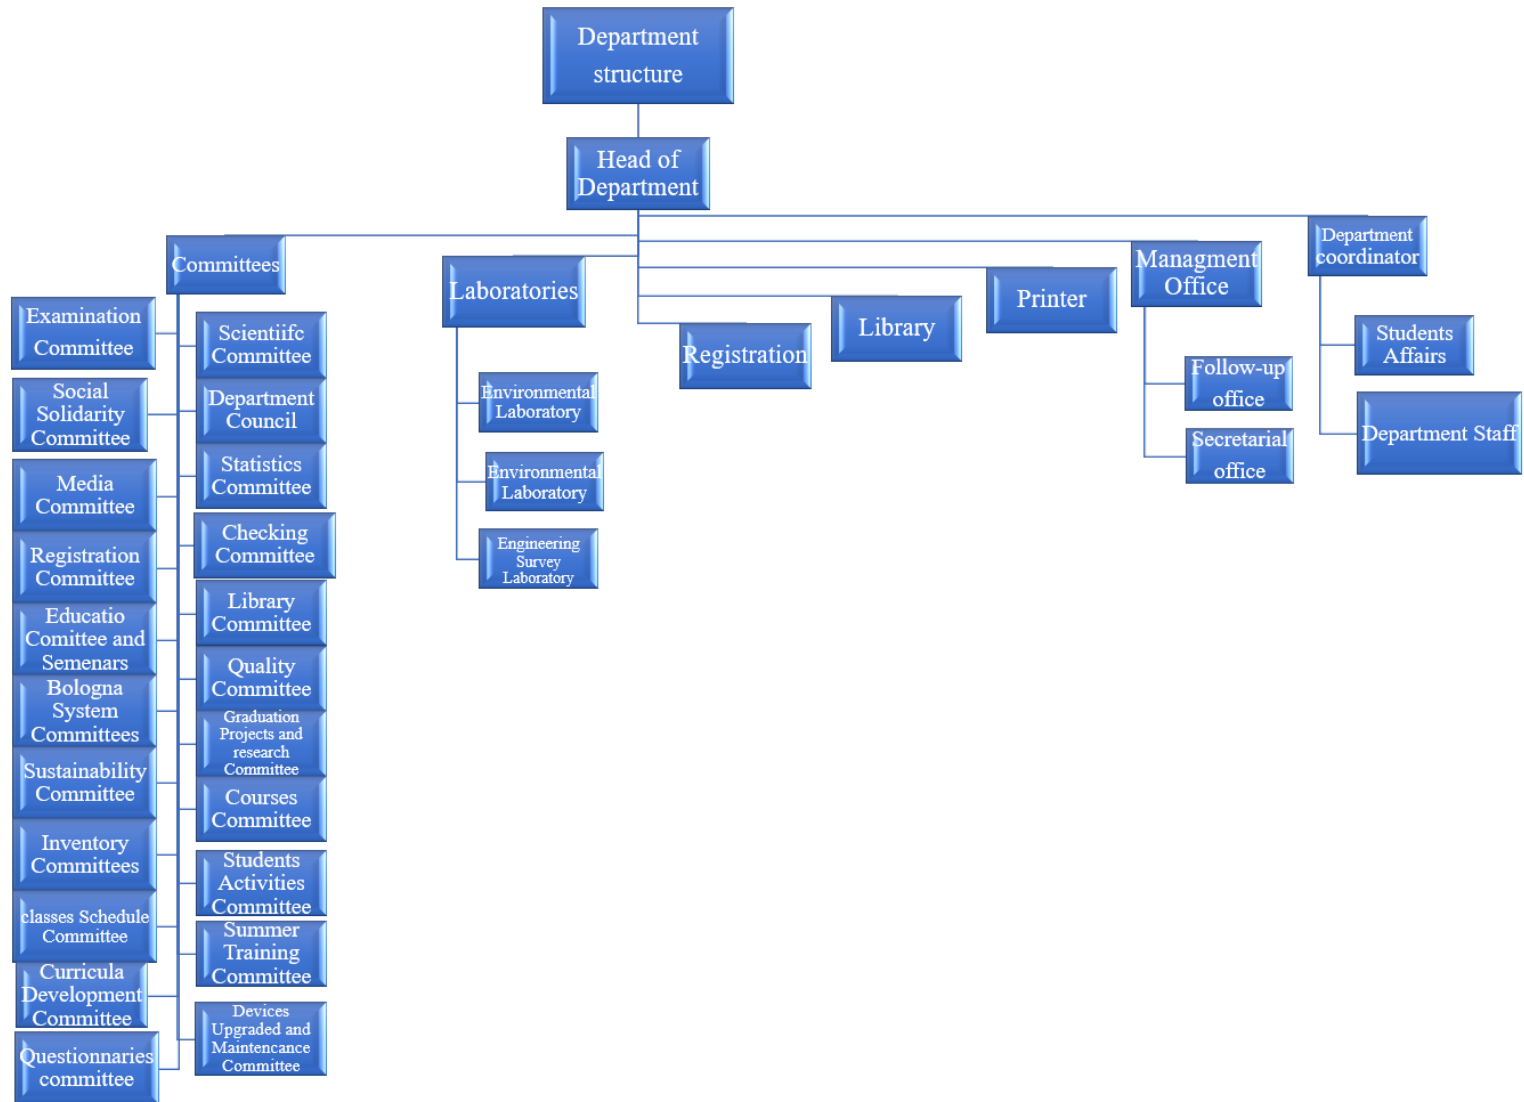 Department
structure
Head of
Department
Committees
Examination
Committee
Scientiifc
Committee
Social
Solidarity
Committee
Department
Council
Media
Committee
Statistics
Committee
Registration
Committee
Checking
Committee
Educatio
Comittee and
Semenars
Library
Committee
Bologna
System
Committees
Quality
Committee
Sustainability
Committee
Graduation
Projects and
research
Committee
Inventory
Committees
Courses
Committee
classes Schedule
Committee
Students
Activities
Committee
Curricula
Development
Committee
Summer
Training
Committee
Questionnaries
committee
Devices
Upgraded and
Maintencance
Committee
Laboratories
Environmental
Laboratory
Environmental
Laboratory
Engineering
Survey
Laboratory
Registration
Library
Printer
Managment
Office
Follow-up
office
Secretarial
office
Department
coordinator
Students
Affairs
Department Staff